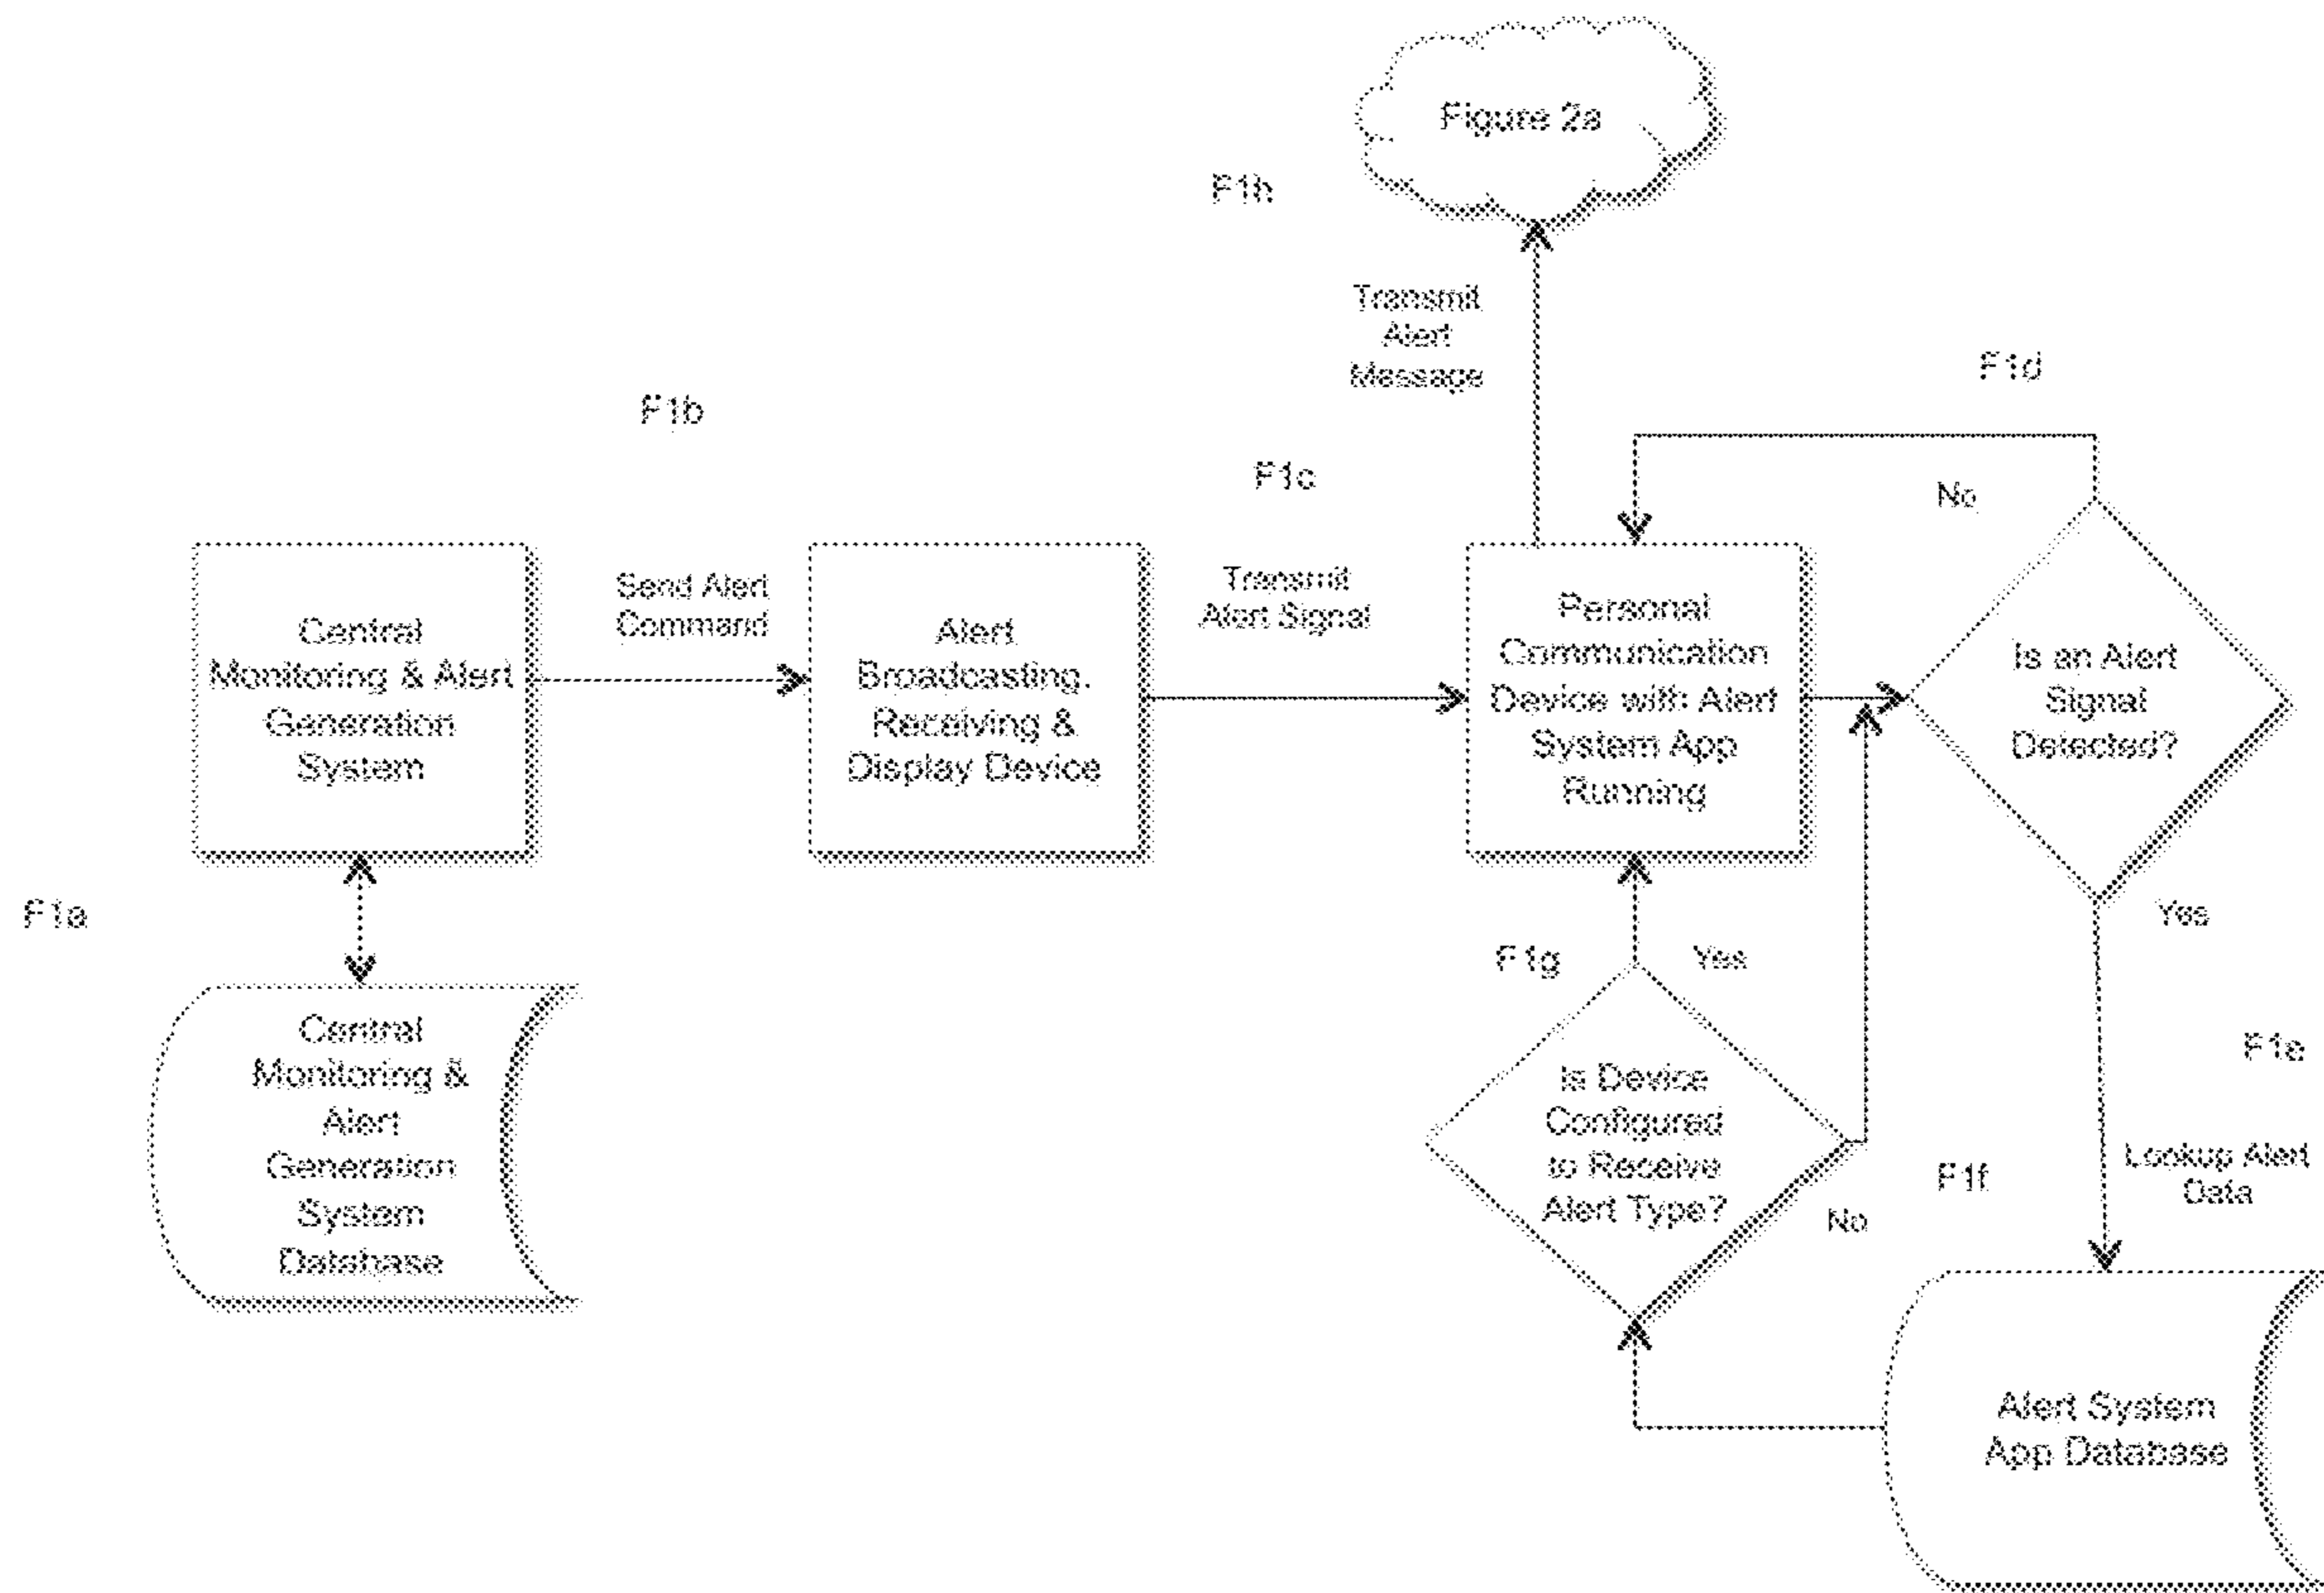 Figure 2a
F1h
Transmit
Alert
Message
F1d
F1b
No
F1c
Send Alert
Command
Transmit
Alert Signal
Central
Monitoring & Alert
Generation
System
Alert
Broadcasting.
Receiving &
Display Device
Personal
Communication
Device with Alert
System App
Running
Is an Alert
Signal
Detected?
F1a
Yes
F1g
Yes
Central
Monitoring &
Alert
Generation
System
Database
Is Device
Configured
to Receive
Alert Type?
F1e
Lookup Alert
Data
F1f
No
Alert System
App Database